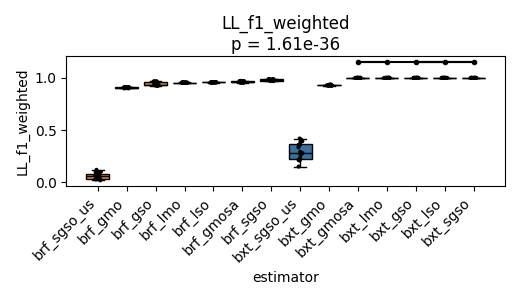 LL_f1_weighted
p = 1.61e-36
LL_f1_weighted
1.0
0.5
0.0
brf_sgso_us
brf_gmo
brf_gso
brf_lmo
brf_lso
brf_gmosa
brf_sgso
bxt_sgso_us
bxt_gmo
bxt_gmosa
bxt_lmo
bxt_gso
bxt_lso
bxt_sgso
estimator